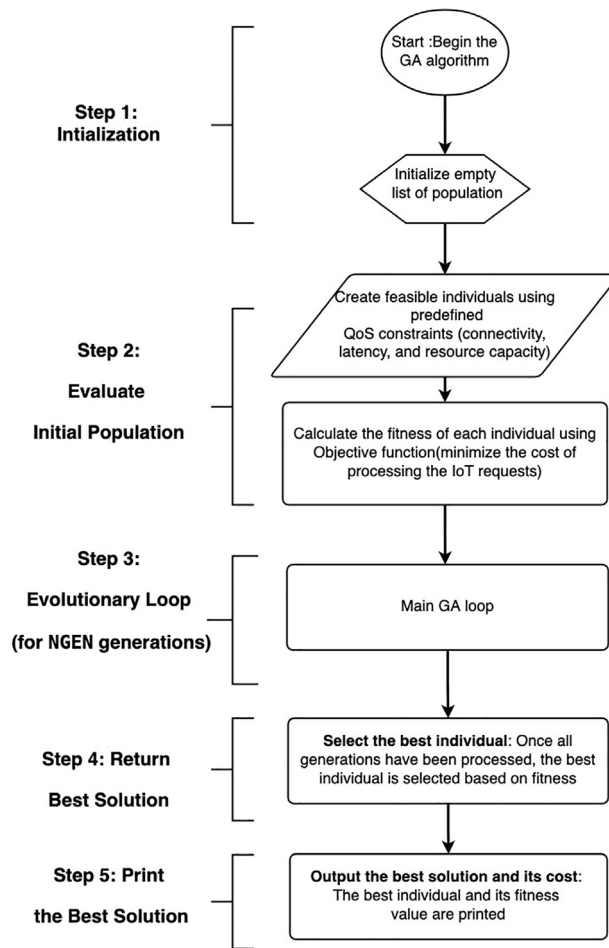 Start :Begin the
GA algorithm
Step 1:
Intialization
Initialize empty
list of population
Create feasible individuals using
predefined
QoS constraints (connectivity,
latency, and resource capacity)
Step 2:
Evaluate
Initial Population
Calculate the fitness of each individual using
Objective function(minimize the cost of
processing the IoT requests)
Step 3:
Evolutionary Loop
(for NGEN generations)
Main GA loop
Step 4: Return
Best Solution
Select the best individual: Once all
generations have been processed, the best
individual is selected based on fitness
Step 5: Print
the Best Solution
Output the best solution and its cost:
The best individual and its fitness
value are printed